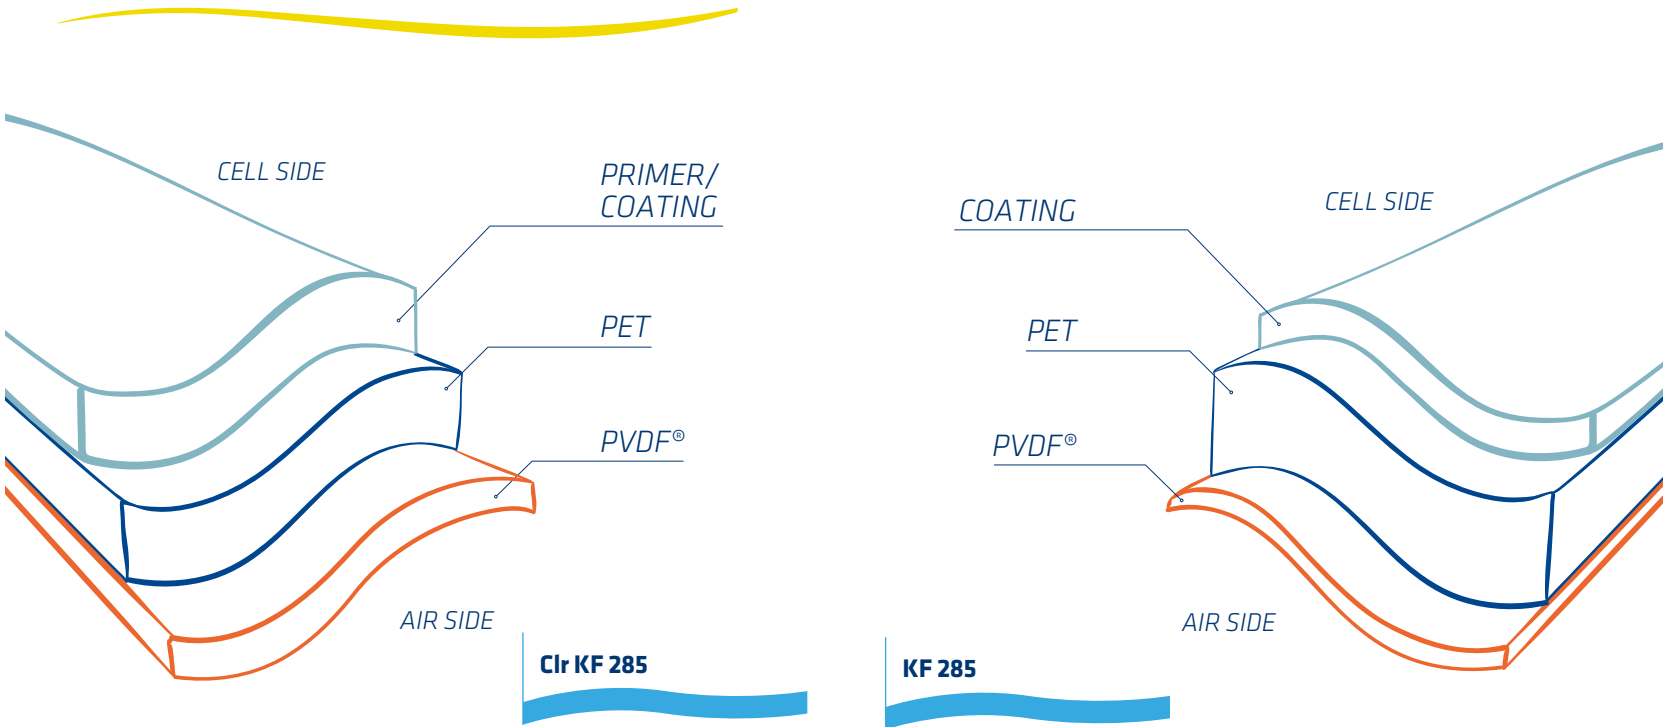 CELL SIDE
PRIMER/
COATING
PET
PVDF®
AIR SIDE
Clr KF 285
COATING
CELL SIDE
PET
PVDF®
AIR SIDE
KF 285